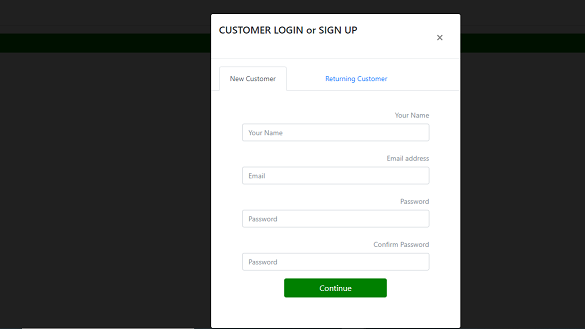 CUSTOMER LOGIN or SIGN UP
×
New Customer
Returning Customer
Your Name
Your Name
Email address
Email
Password
Password
Confirm Password
Password
Continue